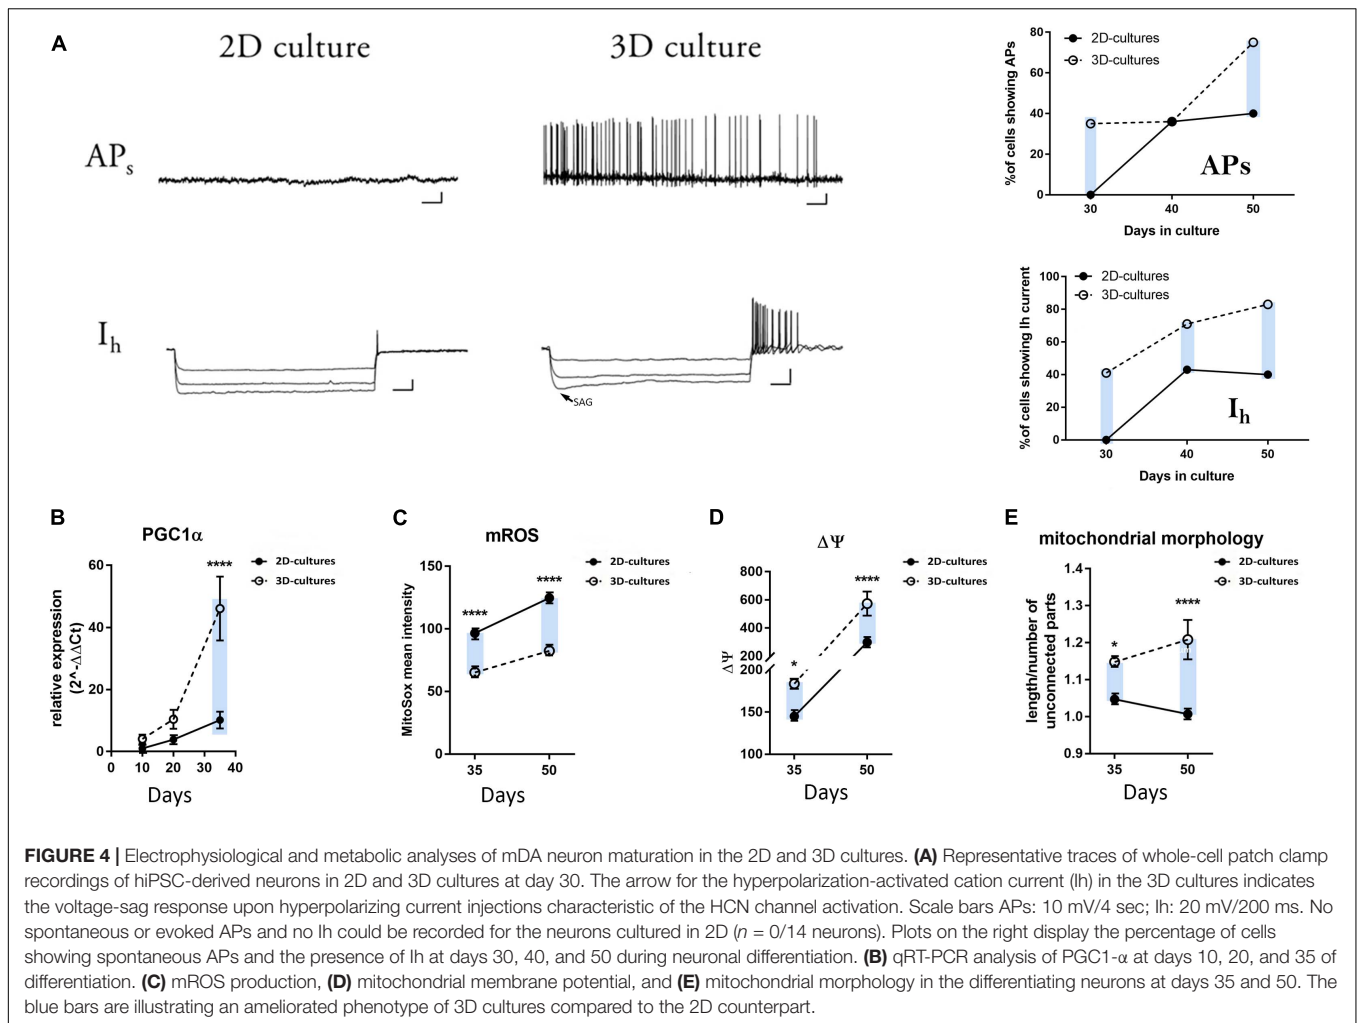 A
2D culture
3D culture
APs
Ih
SAG
80
60
40
20
0
30
40
50
%of cells showing APs
Days in culture
2D-cultures
3D-cultures
APs
100
80
60
40
20
0
30
40
50
%of cells showing Ih current
Days in culture
2D-cultures
3D-cultures
Ih
B
PGC1α
2D-cultures
3D-cultures
****
60
40
20
0
0
10
20
30
40
relative expression
(2^-ΔΔCt)
Days
C
mROS
2D-cultures
3D-cultures
****
****
150
100
50
0
35
50
MitoSox mean intensity
Days
D
ΔΨ
2D-cultures
3D-cultures
****
*
800
600
400
200
200
150
100
35
50
ΔΨ
Days
E
mitochondrial morphology
2D-cultures
3D-cultures
****
*
1.4
1.3
1.2
1.1
1.0
0.9
35
50
length/number of
unconnected parts
Days
FIGURE 4 | Electrophysiological and metabolic analyses of mDA neuron maturation in the 2D and 3D cultures. (A) Representative traces of whole-cell patch clamp
recordings of hiPSC-derived neurons in 2D and 3D cultures at day 30. The arrow for the hyperpolarization-activated cation current (Ih) in the 3D cultures indicates
the voltage-sag response upon hyperpolarizing current injections characteristic of the HCN channel activation. Scale bars APs: 10 mV/4 sec; Ih: 20 mV/200 ms. No
spontaneous or evoked APs and no Ih could be recorded for the neurons cultured in 2D (n = 0/14 neurons). Plots on the right display the percentage of cells
showing spontaneous APs and the presence of Ih at days 30, 40, and 50 during neuronal differentiation. (B) qRT-PCR analysis of PGC1-α at days 10, 20, and 35 of
differentiation. (C) mROS production, (D) mitochondrial membrane potential, and (E) mitochondrial morphology in the differentiating neurons at days 35 and 50. The
blue bars are illustrating an ameliorated phenotype of 3D cultures compared to the 2D counterpart.